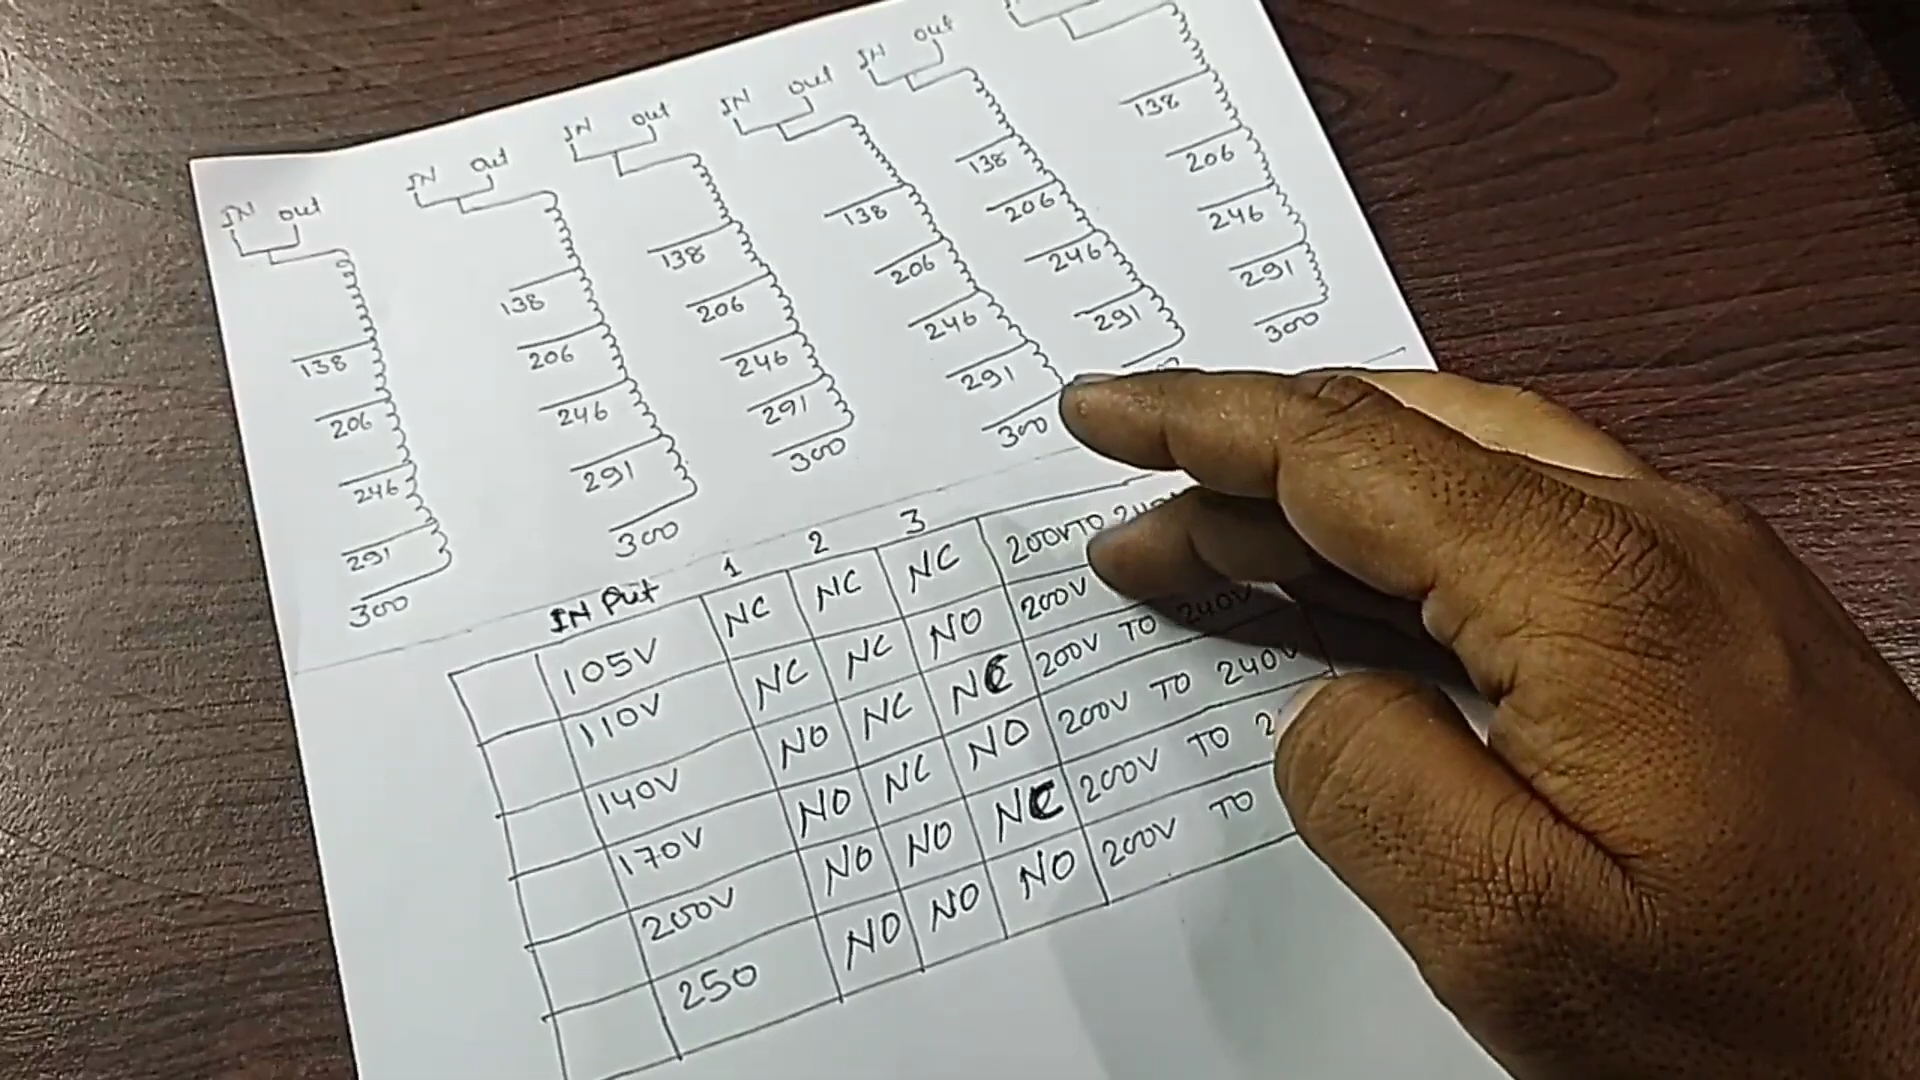 IN out
138
206
246
291
300
IN out
138
206
246
291
300
IN out
138
206
246
291
300
IN out
138
206
246
291
300
IN out
138
206
246
291
138
206
246
291
300
IN Put 1 2 3
105V NC NC NC 200V TO
110V NC NC NO 200V
140V NO NC NC 200V TO 240V
170V NO NC NO 200V TO 240V
200V NO NO NC 200V TO
250 NO NO NO 200V TO